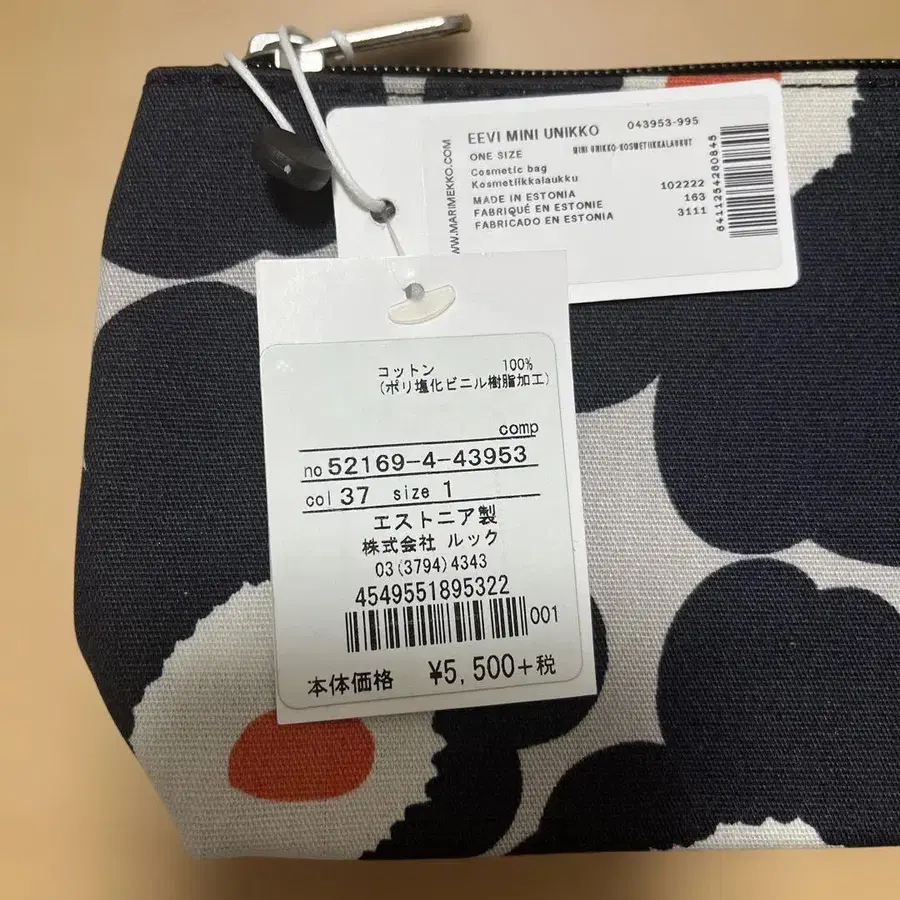 WWW.MARIMEKKO.COM
EEVI MINI UNIKKO 043953-995
ONE SIZE MINI UNIKKO-KOSMETIIKKALAUKUT
Cosmetic bag
Kosmetiikkalaukku
MADE IN ESTONIA 102222
FABRIQUÉ EN ESTONIE 163
FABRICADO EN ESTONIA 3111
6411254280845
コットン 100%
(ポリ塩化ビニル樹脂加工)
comp
no 52169-4-43953
col 37 size 1
エストニア製
株式会社 ルック
03(3794)4343
4549551895322
001
本体価格 ¥5,500+税